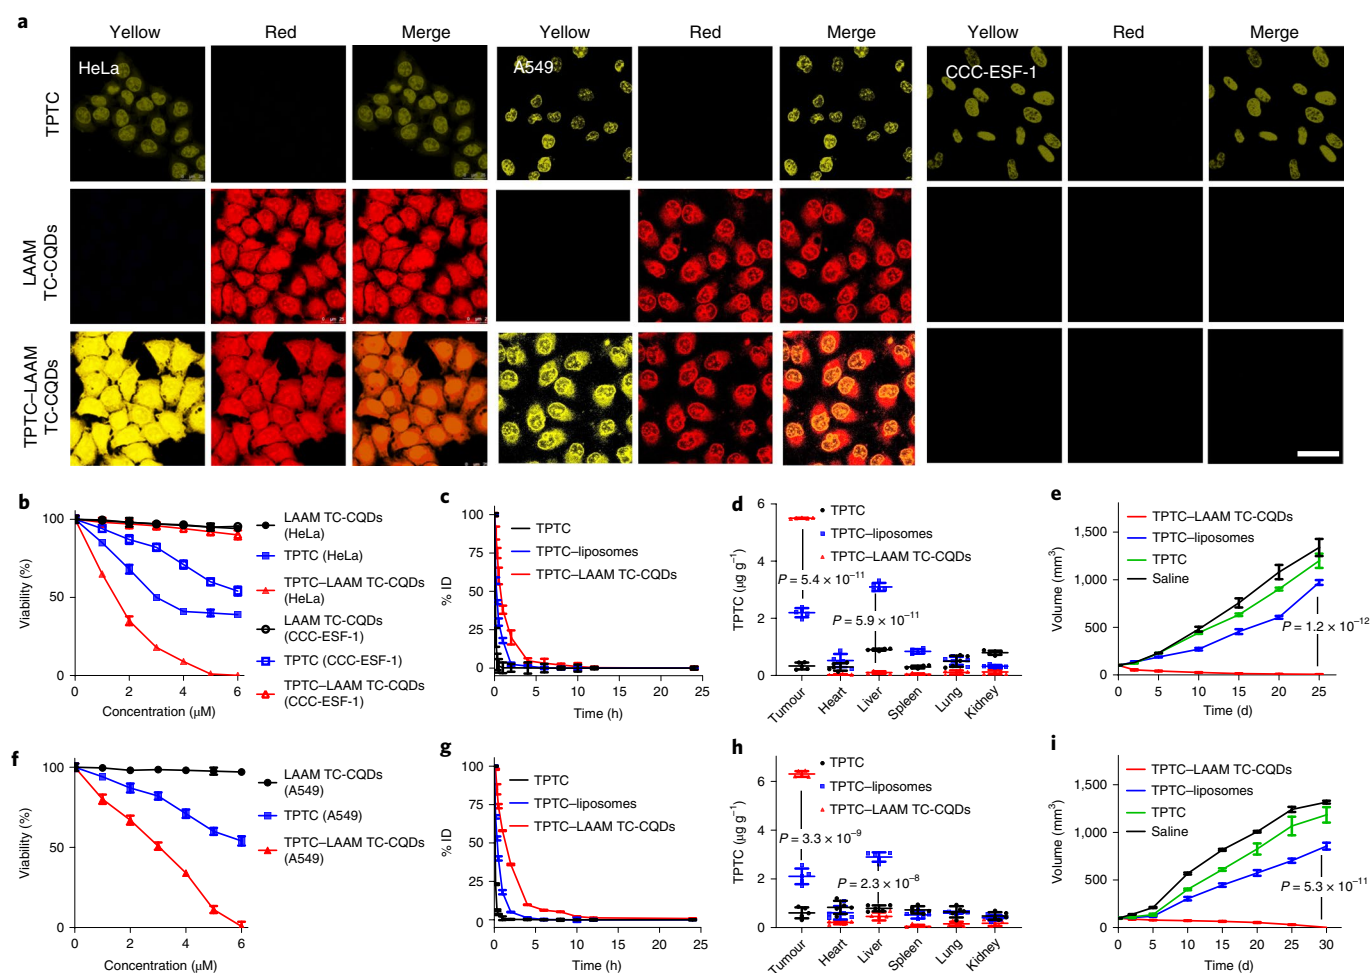 a
Yellow Red Merge Yellow Red Merge Yellow Red Merge
TPTC
HeLa
A549
CCC-ESF-1
LAAM
TC-CQDs
TPTC–LAAM
TC-CQDs
b
Viability (%)
100
50
0
0 2 4 6
Concentration (μM)
LAAM TC-CQDs
(HeLa)
TPTC (HeLa)
TPTC–LAAM TC-CQDs
(HeLa)
LAAM TC-CQDs
(CCC-ESF-1)
TPTC (CCC-ESF-1)
TPTC–LAAM TC-CQDs
(CCC-ESF-1)
c
% ID
100
75
50
25
0
0 5 10 15 20 25
Time (h)
TPTC
TPTC–liposomes
TPTC–LAAM TC-CQDs
d
TPTC (μg g⁻¹)
6
4
2
0
TPTC
TPTC–liposomes
TPTC–LAAM TC-CQDs
P = 5.4 × 10⁻¹¹
P = 5.9 × 10⁻¹¹
Tumour Heart Liver Spleen Lung Kidney
e
Volume (mm³)
1,500
1,000
500
0
0 5 10 15 20 25
Time (d)
TPTC–LAAM TC-CQDs
TPTC–liposomes
TPTC
Saline
P = 1.2 × 10⁻¹²
f
Viability (%)
100
50
0
0 2 4 6
Concentration (μM)
LAAM TC-CQDs
(A549)
TPTC (A549)
TPTC–LAAM TC-CQDs
(A549)
g
% ID
100
75
50
25
0
0 5 10 15 20 25
Time (h)
TPTC
TPTC–liposomes
TPTC–LAAM TC-CQDs
h
TPTC (μg g⁻¹)
6
4
2
0
TPTC
TPTC–liposomes
TPTC–LAAM TC-CQDs
P = 3.3 × 10⁻⁹
P = 2.3 × 10⁻⁸
Tumour Heart Liver Spleen Lung Kidney
i
Volume (mm³)
1,500
1,000
500
0
0 5 10 15 20 25 30
Time (d)
TPTC–LAAM TC-CQDs
TPTC–liposomes
TPTC
Saline
P = 5.3 × 10⁻¹¹